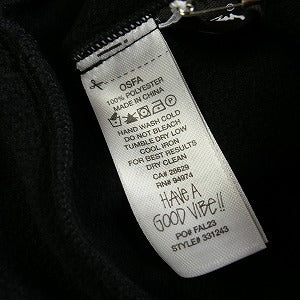 OSFA
100% POLYESTER
MADE IN CHINA
HAND WASH COLD
DO NOT BLEACH
TUMBLE DRY LOW
COOL IRON
FOR BEST RESULTS
DRY CLEAN
CA# 28629
RN# 94974
HAVE A
GOOD VIBE!!
PO# FAL23
STYLE# 331243